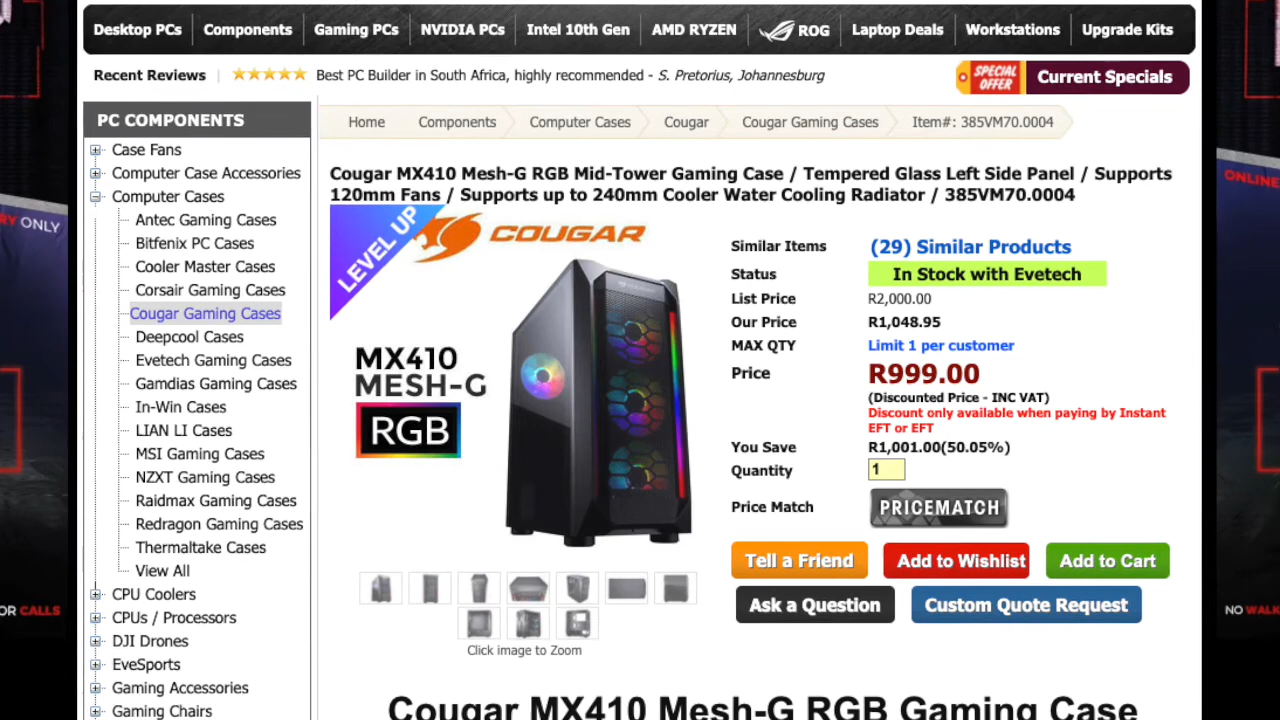 Desktop PCs
Components
Gaming PCs
NVIDIA PCs
Intel 10th Gen
AMD RYZEN
ROG
Laptop Deals
Workstations
Upgrade Kits
Recent Reviews
Best PC Builder in South Africa, highly recommended - S. Pretorius, Johannesburg
SPECIAL
OFFER
Current Specials
PC COMPONENTS
Case Fans
Computer Case Accessories
Computer Cases
Antec Gaming Cases
Bitfenix PC Cases
Cooler Master Cases
Corsair Gaming Cases
Cougar Gaming Cases
Deepcool Cases
Evetech Gaming Cases
Gamdias Gaming Cases
In-Win Cases
LIAN LI Cases
MSI Gaming Cases
NZXT Gaming Cases
Raidmax Gaming Cases
Redragon Gaming Cases
Thermaltake Cases
View All
CPU Coolers
CPUs / Processors
DJI Drones
EveSports
Gaming Accessories
Gaming Chairs
Home
Components
Computer Cases
Cougar
Cougar Gaming Cases
Item#: 385VM70.0004
Cougar MX410 Mesh-G RGB Mid-Tower Gaming Case / Tempered Glass Left Side Panel / Supports
120mm Fans / Supports up to 240mm Cooler Water Cooling Radiator / 385VM70.0004
LEVEL UP
COUGAR
MX410
MESH-G
RGB
Click image to Zoom
Similar Items (29) Similar Products
Status In Stock with Evetech
List Price R2,000.00
Our Price R1,048.95
MAX QTY Limit 1 per customer
Price R999.00
(Discounted Price - INC VAT)
Discount only available when paying by Instant
EFT or EFT
You Save R1,001.00(50.05%)
Quantity 1
Price Match PRICEMATCH
Tell a Friend
Add to Wishlist
Add to Cart
Ask a Question
Custom Quote Request
Cougar MX410 Mesh-G RGB Gaming Case
ONLY
OR CALLS
ONLINE
NO WALK